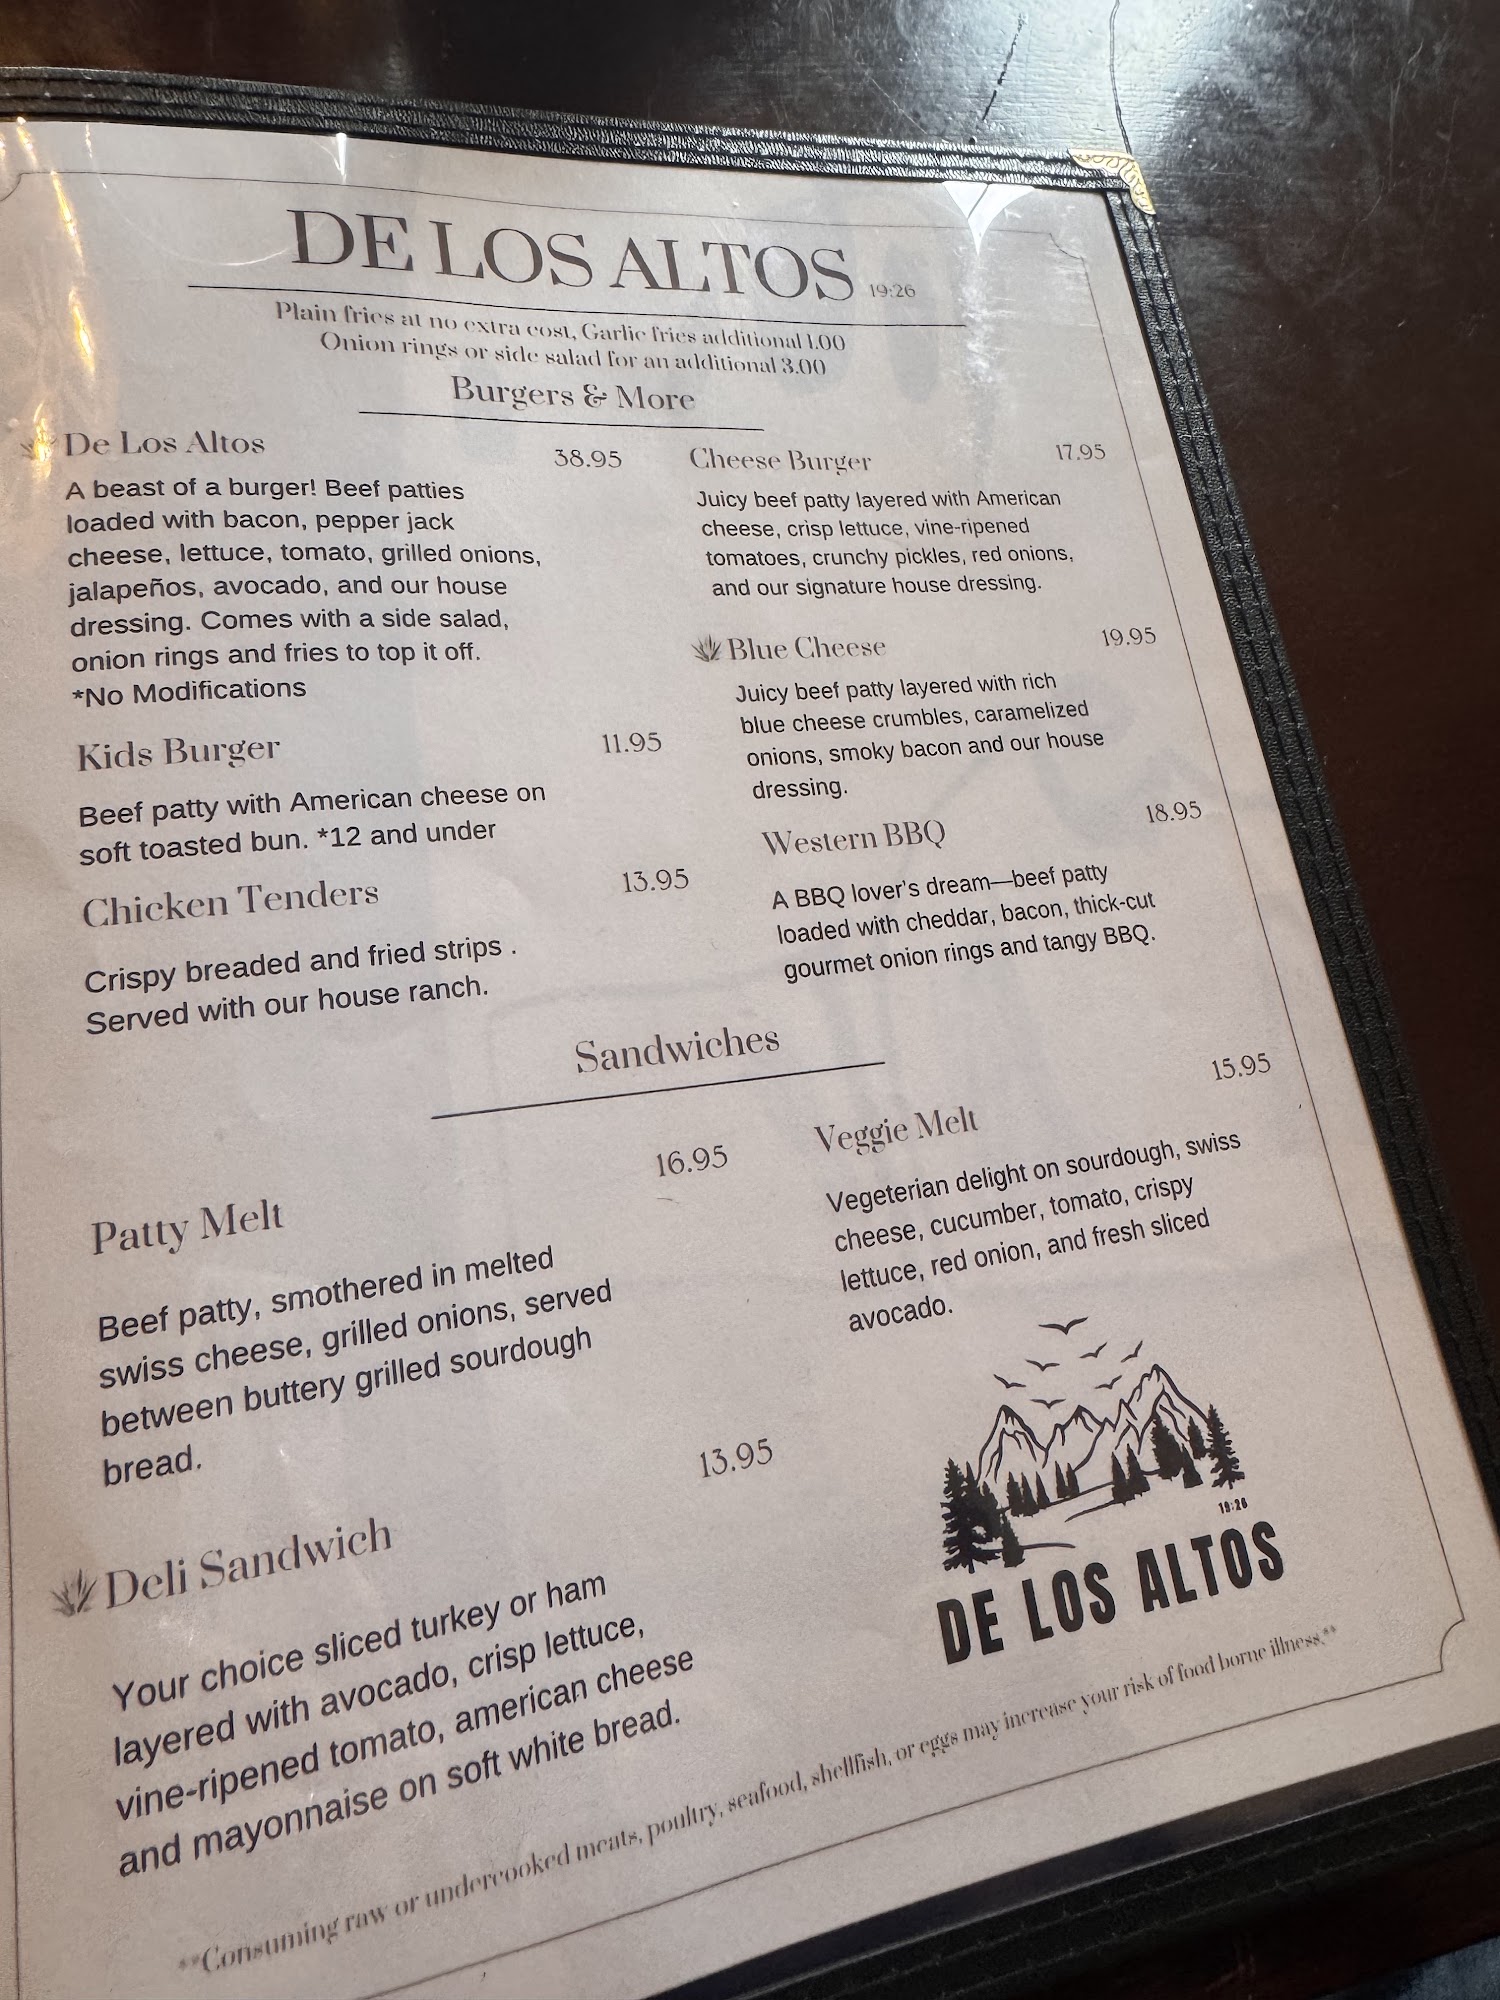 DE LOS ALTOS 19:26
Plain fries at no extra cost, Garlic fries additional 1.00
Onion rings or side salad for an additional 3.00
Burgers & More
De Los Altos 38.95
A beast of a burger! Beef patties
loaded with bacon, pepper jack
cheese, lettuce, tomato, grilled onions,
jalapeños, avocado, and our house
dressing. Comes with a side salad,
onion rings and fries to top it off.
*No Modifications
Kids Burger 11.95
Beef patty with American cheese on
soft toasted bun. *12 and under
Chicken Tenders 13.95
Crispy breaded and fried strips .
Served with our house ranch.
Cheese Burger 17.95
Juicy beef patty layered with American
cheese, crisp lettuce, vine-ripened
tomatoes, crunchy pickles, red onions,
and our signature house dressing.
Blue Cheese 19.95
Juicy beef patty layered with rich
blue cheese crumbles, caramelized
onions, smoky bacon and our house
dressing.
Western BBQ 18.95
A BBQ lover's dream—beef patty
loaded with cheddar, bacon, thick-cut
gourmet onion rings and tangy BBQ.
Sandwiches
Patty Melt 16.95
Beef patty, smothered in melted
swiss cheese, grilled onions, served
between buttery grilled sourdough
bread.
Deli Sandwich 13.95
Your choice sliced turkey or ham
layered with avocado, crisp lettuce,
vine-ripened tomato, american cheese
and mayonnaise on soft white bread.
Veggie Melt 15.95
Vegeterian delight on sourdough, swiss
cheese, cucumber, tomato, crispy
lettuce, red onion, and fresh sliced
avocado.
19:26
DE LOS ALTOS
**Consuming raw or undercooked meats, poultry, seafood, shellfish, or eggs may increase your risk of food borne illness.**